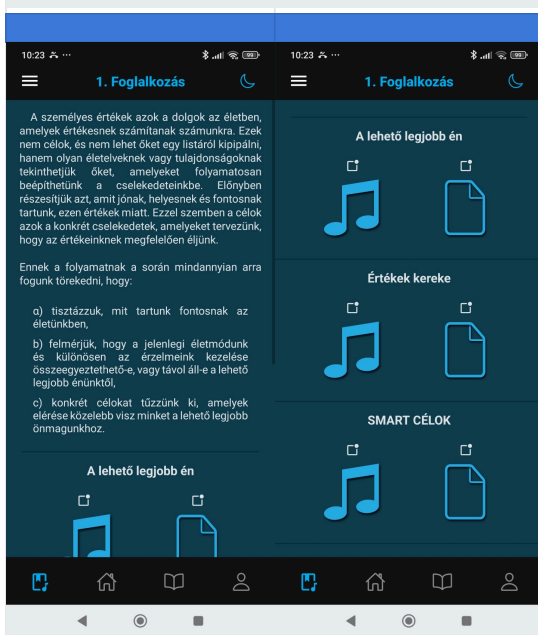 10:23
99
1. Foglalkozás
A személyes értékek azok a dolgok az életben,
amelyek értékesnek számítanak számunkra. Ezek
nem célok, és nem lehet őket egy listáról kipipálni,
hanem olyan életelveknek vagy tulajdonságoknak
tekinthetjük őket, amelyeket folyamatosan
beépíthetünk a cselekedeteinkbe. Előnyben
részesítjük azt, amit jónak, helyesnek és fontosnak
tartunk, ezen értékek miatt. Ezzel szemben a célok
azok a konkrét cselekedetek, amelyeket tervezünk,
hogy az értékeinknek megfelelően éljünk.
Ennek a folyamatnak a során mindannyian arra
fogunk törekedni, hogy:
α) tisztázzuk, mit tartunk fontosnak az
életünkben,
b) felmérjük, hogy a jelenlegi életmódunk
és különösen az érzelmeink kezelése
összeegyeztethető-e, vagy távol áll-e a lehető
legjobb énünktől,
c) konkrét célokat tűzzünk ki, amelyek
elérése közelebb visz minket a lehető legjobb
önmagunkhoz.
A lehető legjobb én
10:23
99
1. Foglalkozás
A lehető legjobb én
Értékek kereke
SMART CÉLOK